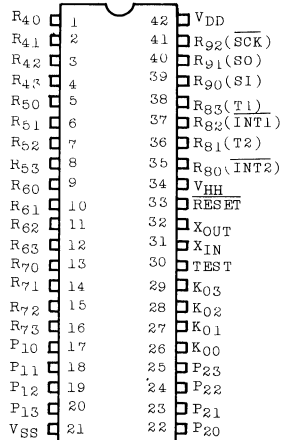 R40 1 42 VDD
R41 2 41 R92(SCK)
R42 3 40 R91(SO)
R43 4 39 R90(SI)
R50 5 38 R83(T1)
R51 6 37 R82(INT1)
R52 7 36 R81(T2)
R53 8 35 R80(INT2)
R60 9 34 VHH
R61 10 33 RESET
R62 11 32 XOUT
R63 12 31 XIN
R70 13 30 TEST
R71 14 29 K03
R72 15 28 K02
R73 16 27 K01
P10 17 26 K00
P11 18 25 P23
P12 19 24 P22
P13 20 23 P21
VSS 21 22 P20